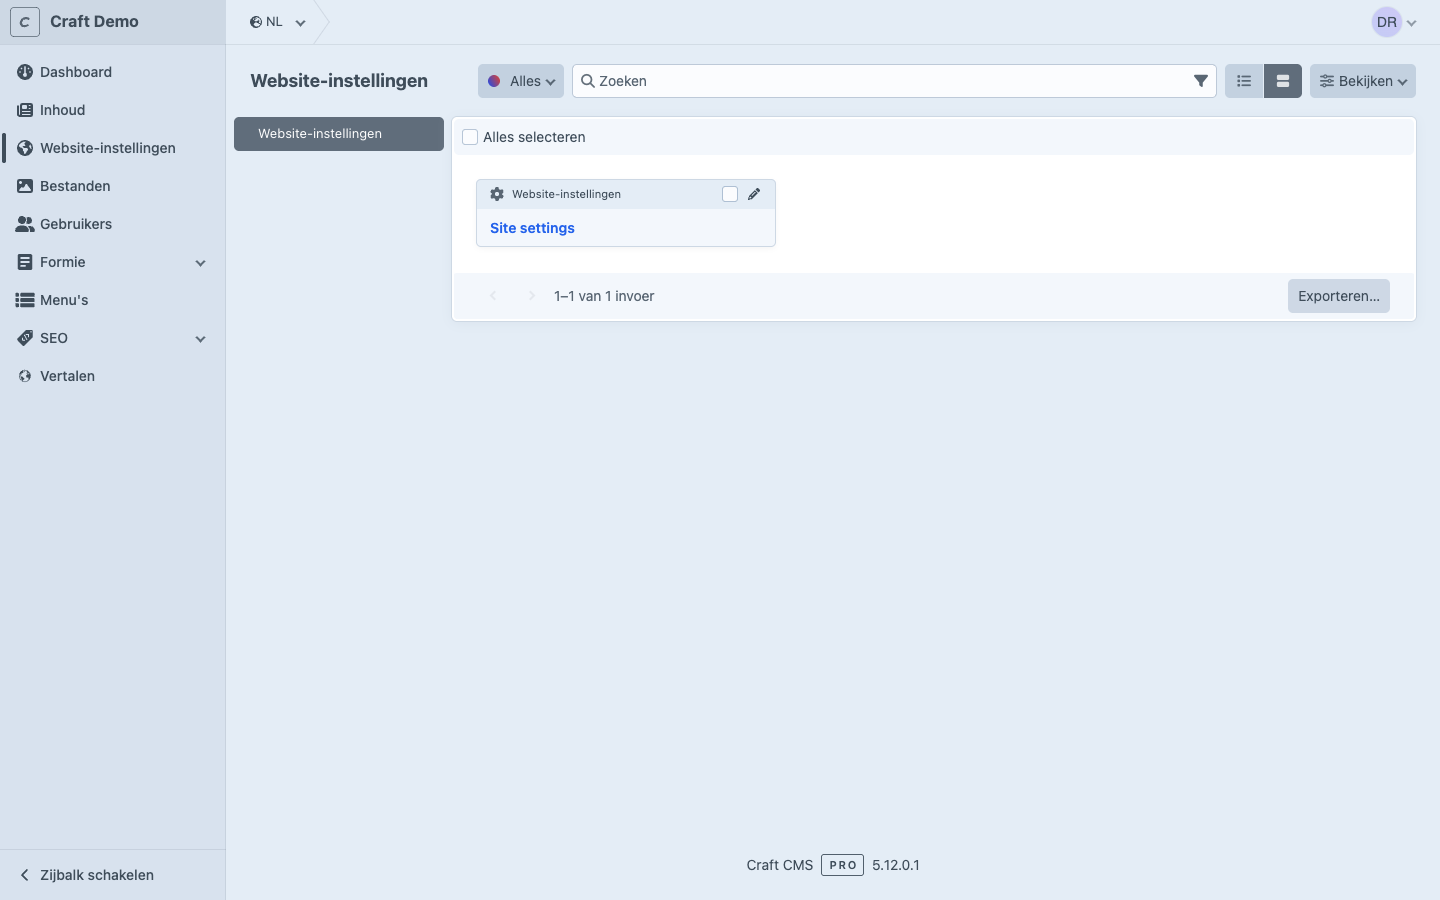 C Craft Demo
NL
DR
Dashboard
Inhoud
Website-instellingen
Bestanden
Gebruikers
Formie
Menu's
SEO
Vertalen
Zijbalk schakelen
Website-instellingen
Alles
Zoeken
Bekijken
Website-instellingen
Alles selecteren
Website-instellingen
Site settings
1–1 van 1 invoer
Exporteren…
Craft CMS PRO 5.12.0.1